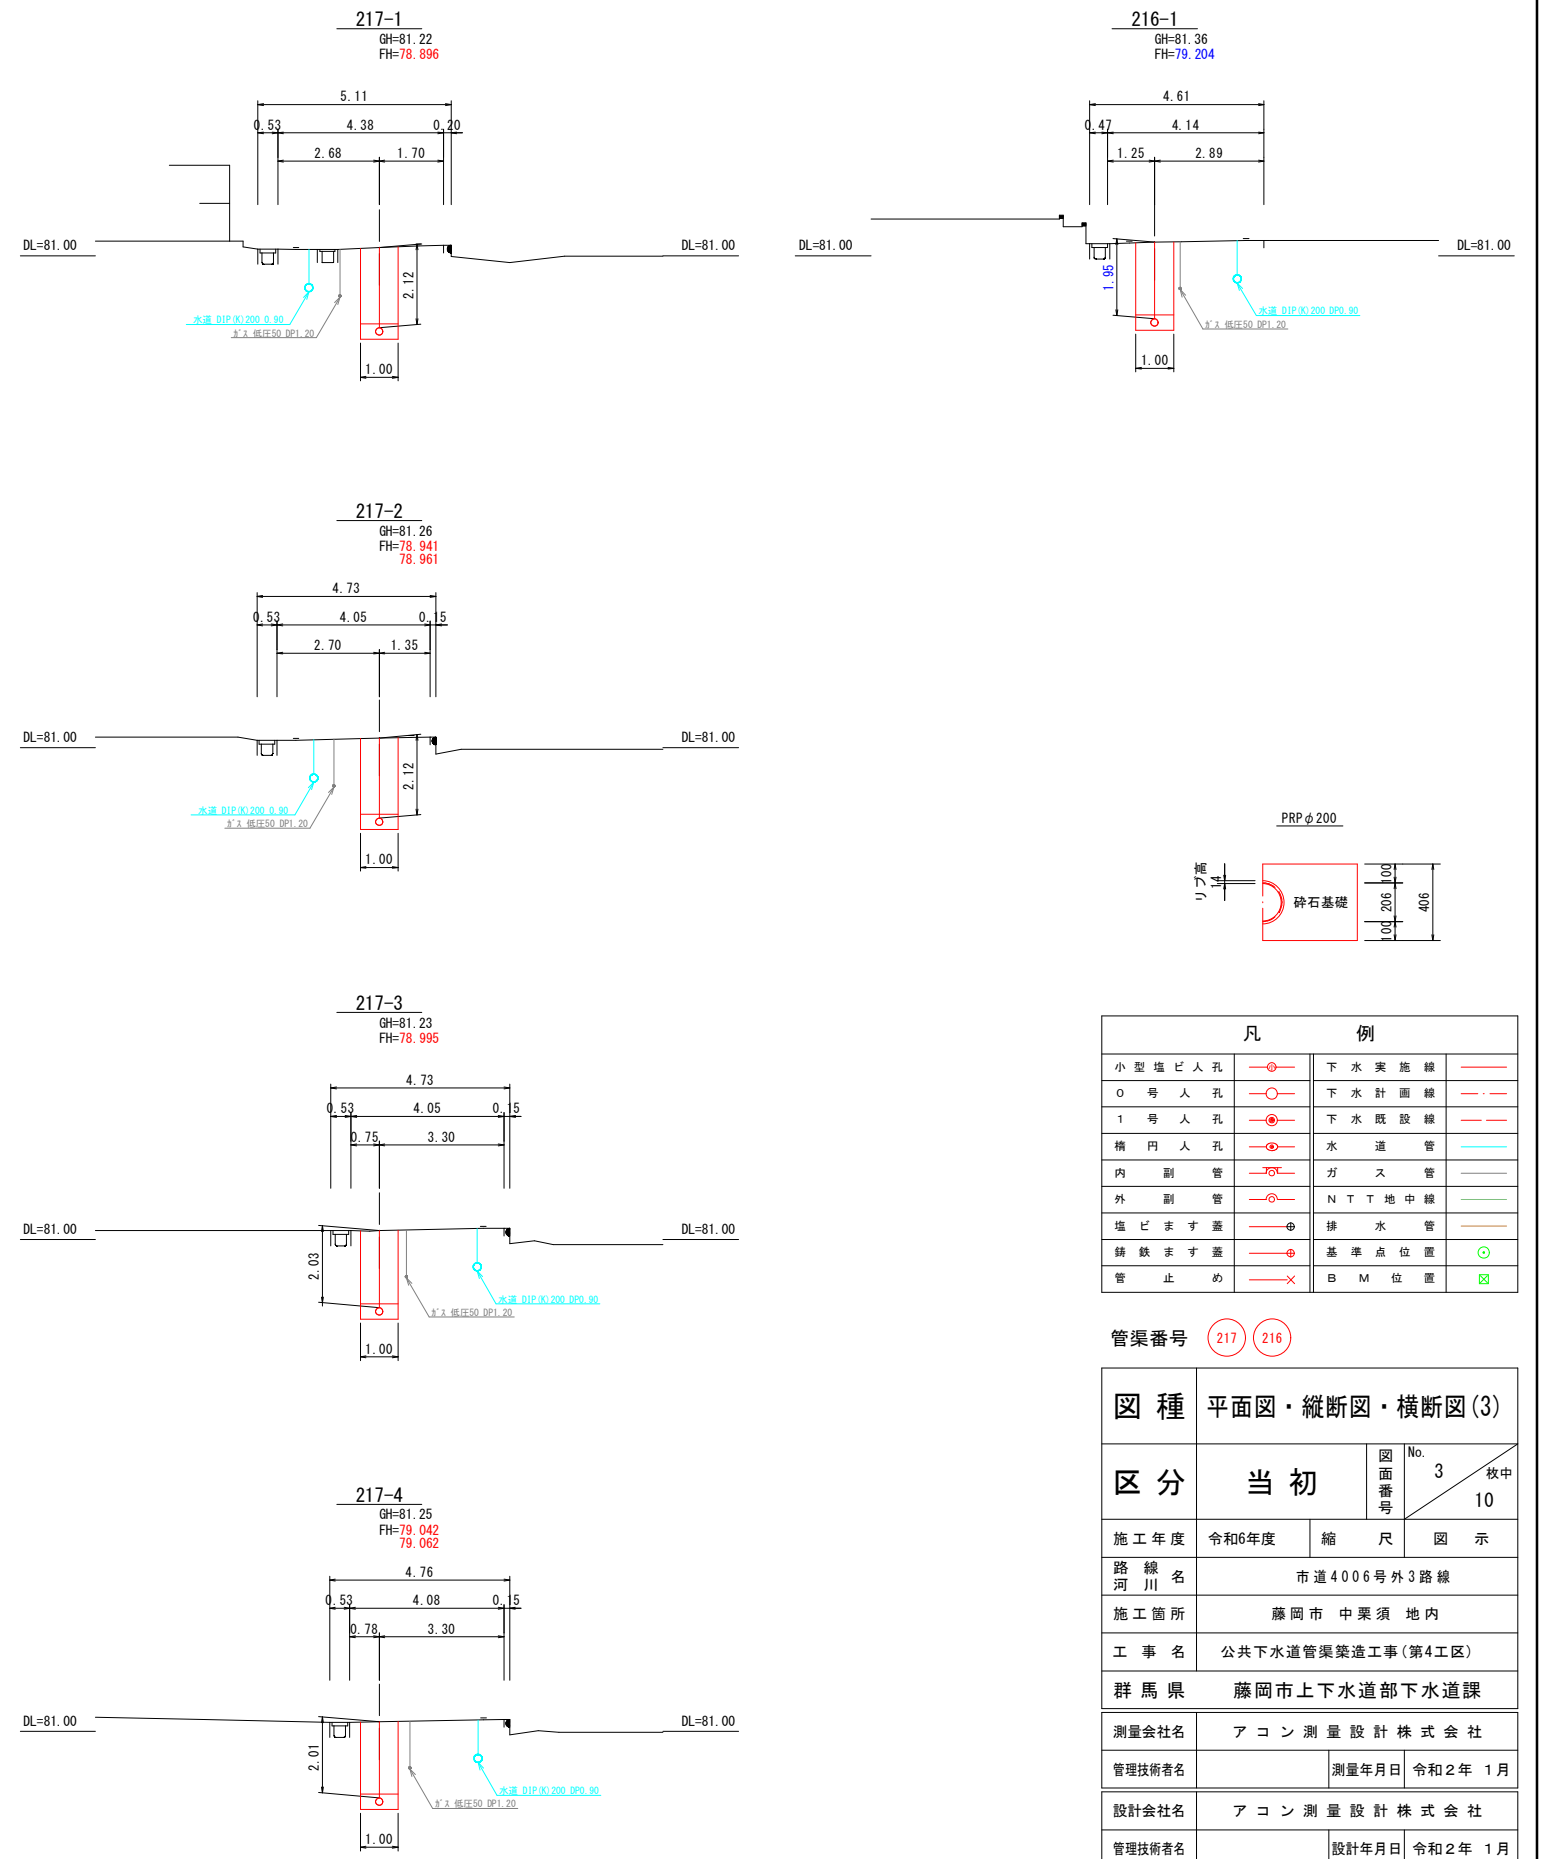 217-1
GH=81.22
FH=78.896
5.11
0.53 4.38 0.20
2.68 1.70
DL=81.00 DL=81.00
2.12
水道 DIP(K)200 0.90
ガス 低圧50 DP1.20
1.00
216-1
GH=81.36
FH=79.204
4.61
0.47 4.14
1.25 2.89
DL=81.00 DL=81.00
1.95
水道 DIP(K)200 DP0.90
ガス 低圧50 DP1.20
1.00
217-2
GH=81.26
FH=78.941
78.961
4.73
0.53 4.05 0.15
2.70 1.35
DL=81.00 DL=81.00
2.12
水道 DIP(K)200 0.90
ガス 低圧50 DP1.20
1.00
PRPφ200
リブ高
14
砕石基礎
100
206
100
406
217-3
GH=81.23
FH=78.995
4.73
0.53 4.05 0.15
0.75 3.30
DL=81.00 DL=81.00
2.03
水道 DIP(K)200 DP0.90
ガス 低圧50 DP1.20
1.00
217-4
GH=81.25
FH=79.042
79.062
4.76
0.53 4.08 0.15
0.78 3.30
DL=81.00 DL=81.00
2.01
水道 DIP(K)200 DP0.90
ガス 低圧50 DP1.20
1.00
凡 例
小型塩ビ人孔 下水実施線
0号人孔 下水計画線
1号人孔 下水既設線
楕円人孔 水道管
内副管 ガス管
外副管 NTT地中線
塩ビます蓋 排水管
鋳鉄ます蓋 基準点位置
管止め BM位置
管渠番号 217 216
図種 平面図・縦断図・横断図(3)
区分 当初 図面番号 No. 3 枚中 10
施工年度 令和6年度 縮尺 図示
路線河川名 市道4006号外3路線
施工箇所 藤岡市 中栗須 地内
工事名 公共下水道管渠築造工事(第4工区)
群馬県 藤岡市上下水道部下水道課
測量会社名 アコン測量設計株式会社
管理技術者名 測量年月日 令和2年 1月
設計会社名 アコン測量設計株式会社
管理技術者名 設計年月日 令和2年 1月